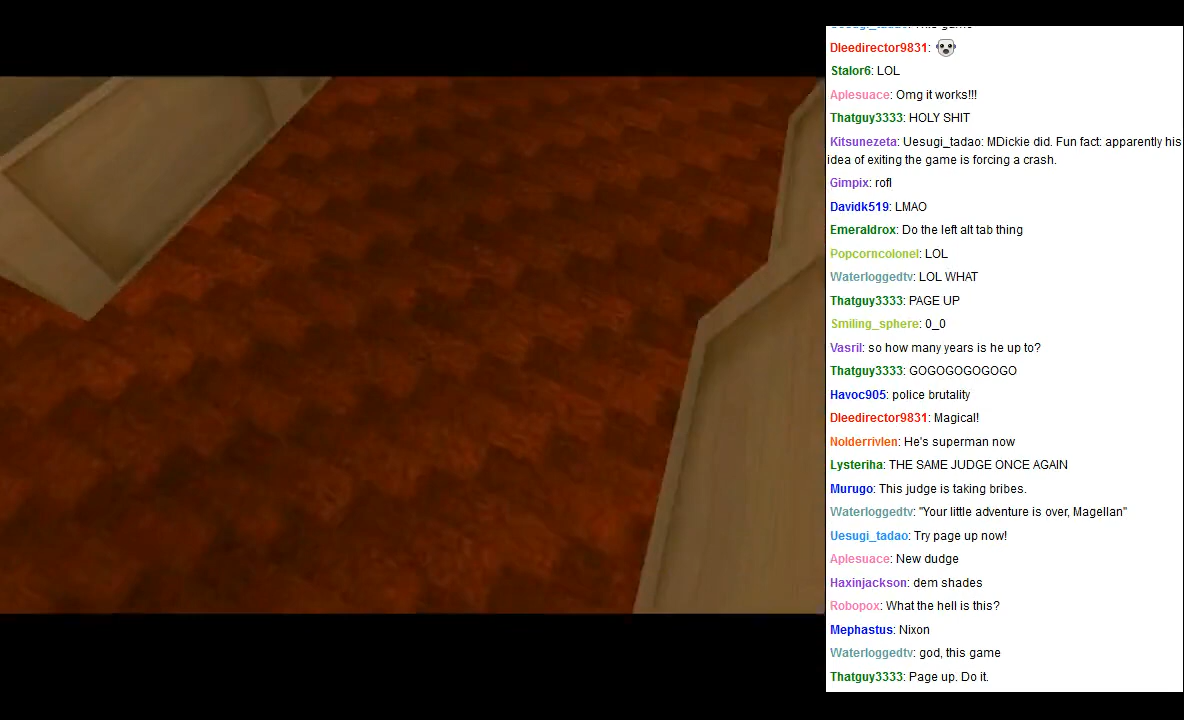 Dleedirector9831:
Stalor6: LOL
Aplesuace: Omg it works!!!
Thatguy3333: HOLY SHIT
Kitsunezeta: Uesugi_tadao: MDickie did. Fun fact: apparently his
idea of exiting the game is forcing a crash.
Gimpix: rofl
Davidk519: LMAO
Emeraldrox: Do the left alt tab thing
Popcorncolonel: LOL
Waterloggedtv: LOL WHAT
Thatguy3333: PAGE UP
Smiling_sphere: 0_0
Vasril: so how many years is he up to?
Thatguy3333: GOGOGOGOGOGO
Havoc905: police brutality
Dleedirector9831: Magical!
Nolderrivlen: He's superman now
Lysteriha: THE SAME JUDGE ONCE AGAIN
Murugo: This judge is taking bribes.
Waterloggedtv: "Your little adventure is over, Magellan"
Uesugi_tadao: Try page up now!
Aplesuace: New dudge
Haxinjackson: dem shades
Robopox: What the hell is this?
Mephastus: Nixon
Waterloggedtv: god, this game
Thatguy3333: Page up. Do it.